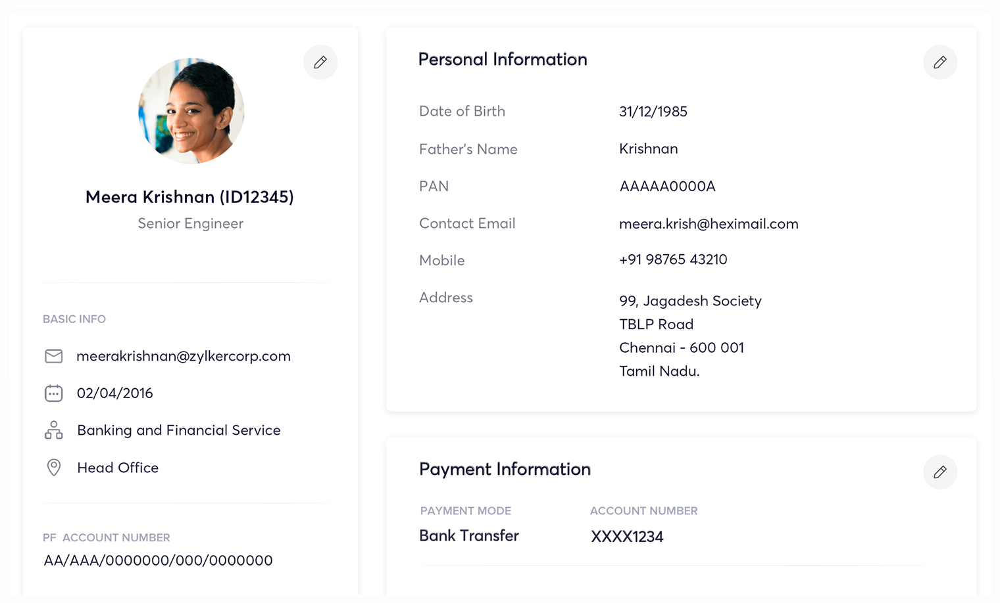 Meera Krishnan (ID12345)
Senior Engineer
BASIC INFO
meerakrishnan@zylkercorp.com
02/04/2016
Banking and Financial Service
Head Office
PF ACCOUNT NUMBER
AA/AAA/0000000/000/0000000
Personal Information
Date of Birth 31/12/1985
Father's Name Krishnan
PAN AAAAA0000A
Contact Email meera.krish@heximail.com
Mobile +91 98765 43210
Address 99, Jagadesh Society
TBLP Road
Chennai - 600 001
Tamil Nadu.
Payment Information
PAYMENT MODE ACCOUNT NUMBER
Bank Transfer XXXX1234